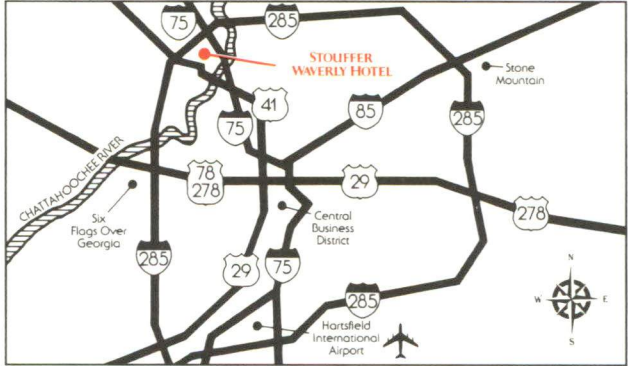 75
285
STOUFFER
WAVERLY HOTEL
Stone
Mountain
41
85
75
285
CHATTAHOOCHEE RIVER
78
278
29
Six
Flags Over
Georgia
Central
Business
District
278
285
29
75
285
Hartsfield
International
Airport
N
W
E
S